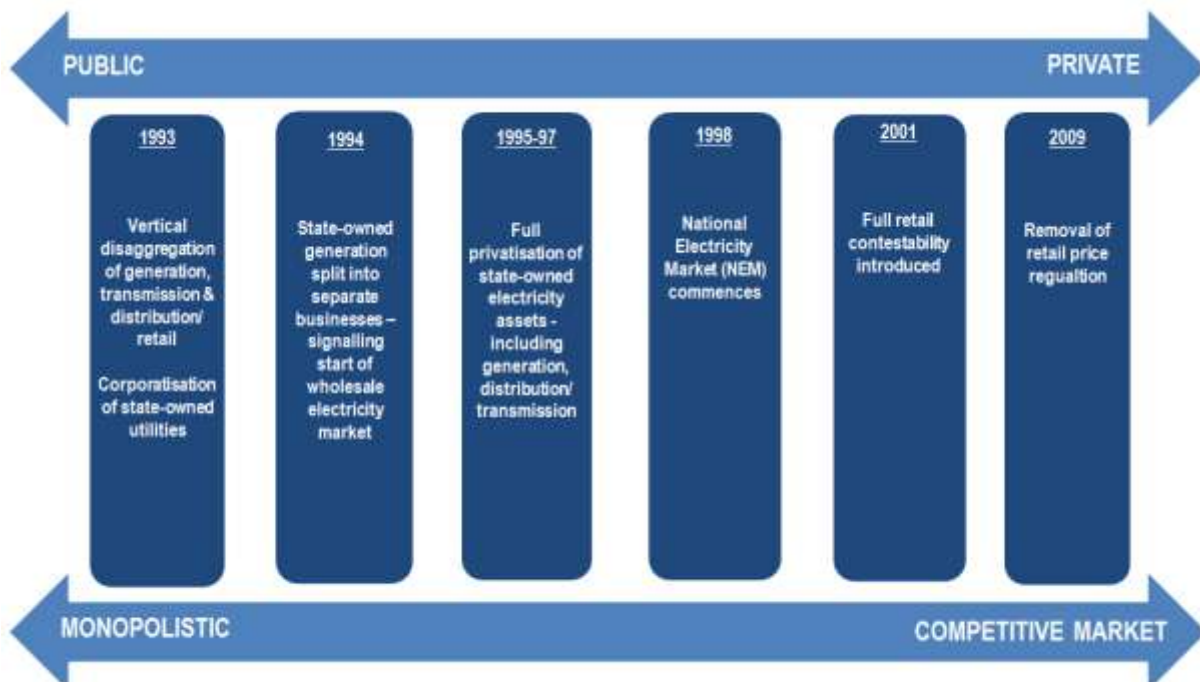 PUBLIC
PRIVATE
1993
Vertical
disaggregation
of generation,
transmission &
distribution/
retail
Corporatisation
of state-owned
utilities
1994
State-owned
generation
split into
separate
businesses –
signalling
start of
wholesale
electricity
market
1995-97
Full
privatisation of
state-owned
electricity
assets -
including
generation,
distribution/
transmission
1998
National
Electricity
Market (NEM)
commences
2001
Full retail
contestability
introduced
2009
Removal of
retail price
regualtion
MONOPOLISTIC
COMPETITIVE MARKET